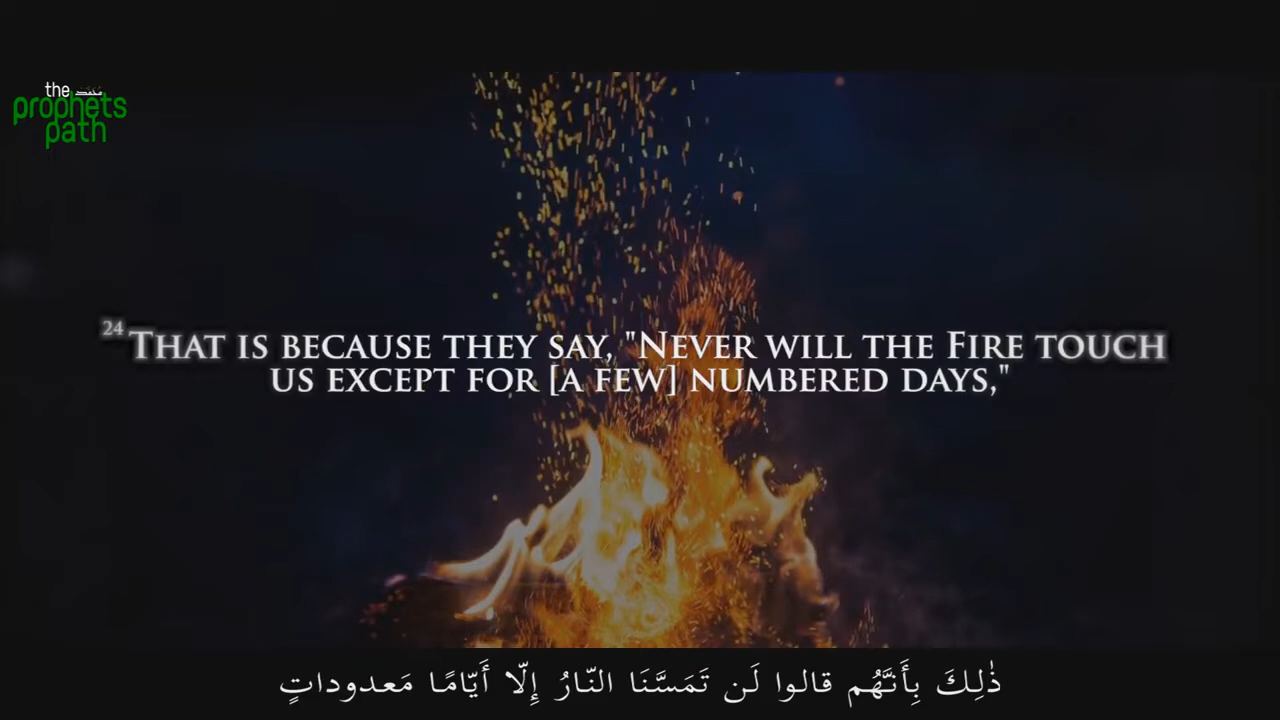 the
prophets
path
24 THAT IS BECAUSE THEY SAY, "NEVER WILL THE FIRE TOUCH
US EXCEPT FOR [A FEW] NUMBERED DAYS,"
ذَٰلِكَ بِأَنَّهُم قالوا لَن تَمَسَّنَا النّارُ إِلّا أَيّامًا مَعدوداتٍ